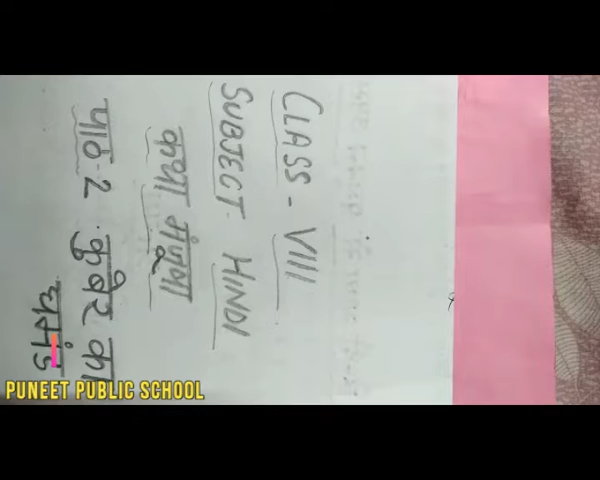 CLASS - VIII
SUBJECT HINDI
कथा मंजूषा
पाठ-2 कुबेर का
घमंड
PUNEET PUBLIC SCHOOL